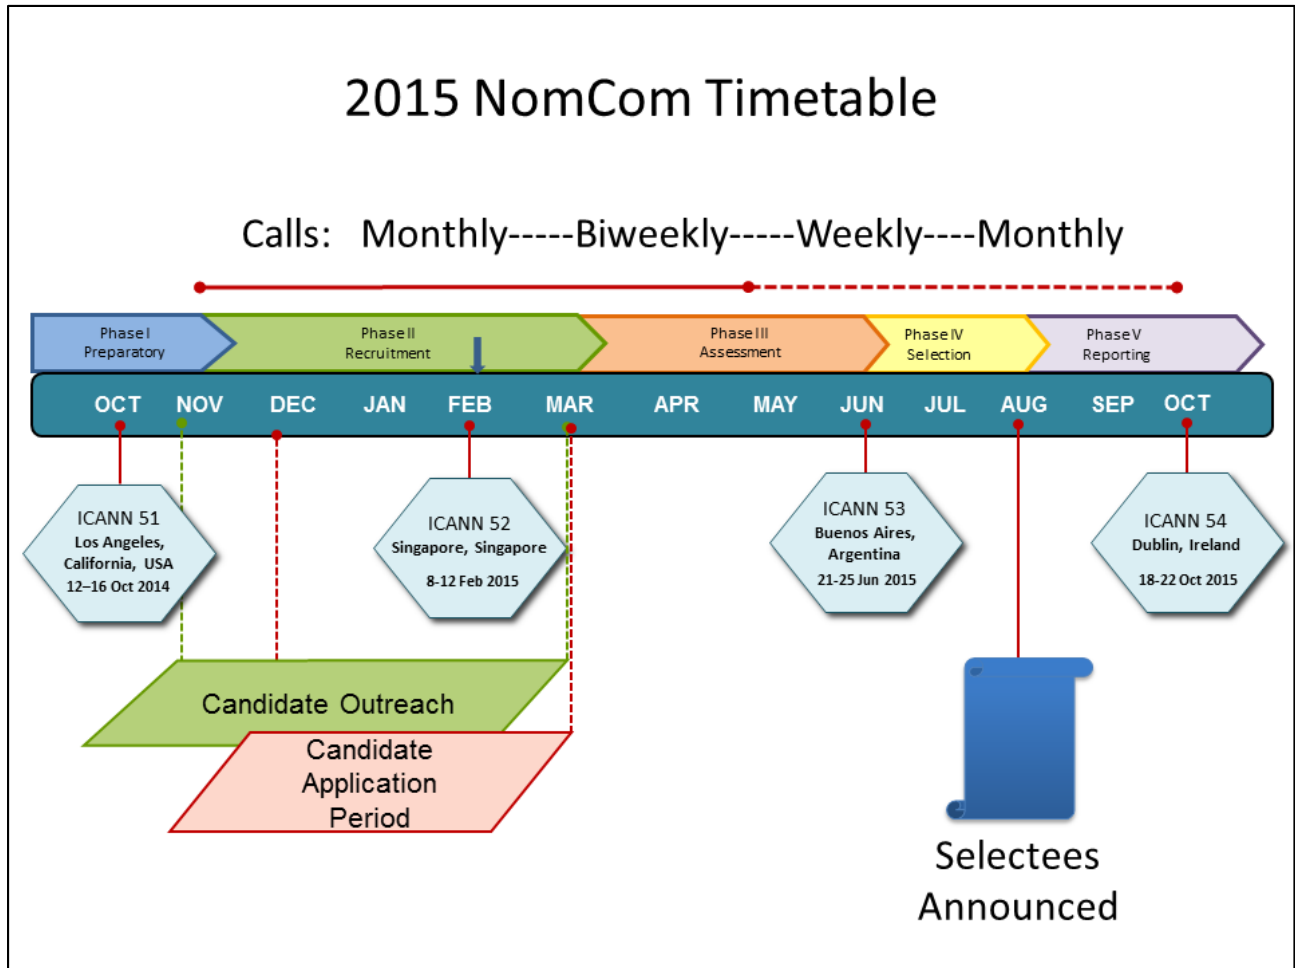 2015 NomCom Timetable
Calls: Monthly-----Biweekly-----Weekly----Monthly
Phase I
Preparatory
Phase II
Recruitment
Phase III
Assessment
Phase IV
Selection
Phase V
Reporting
OCT NOV DEC JAN FEB MAR APR MAY JUN JUL AUG SEP OCT
ICANN 51
Los Angeles,
California, USA
12–16 Oct 2014
ICANN 52
Singapore, Singapore
8-12 Feb 2015
ICANN 53
Buenos Aires,
Argentina
21-25 Jun 2015
ICANN 54
Dublin, Ireland
18-22 Oct 2015
Candidate Outreach
Candidate
Application
Period
Selectees
Announced